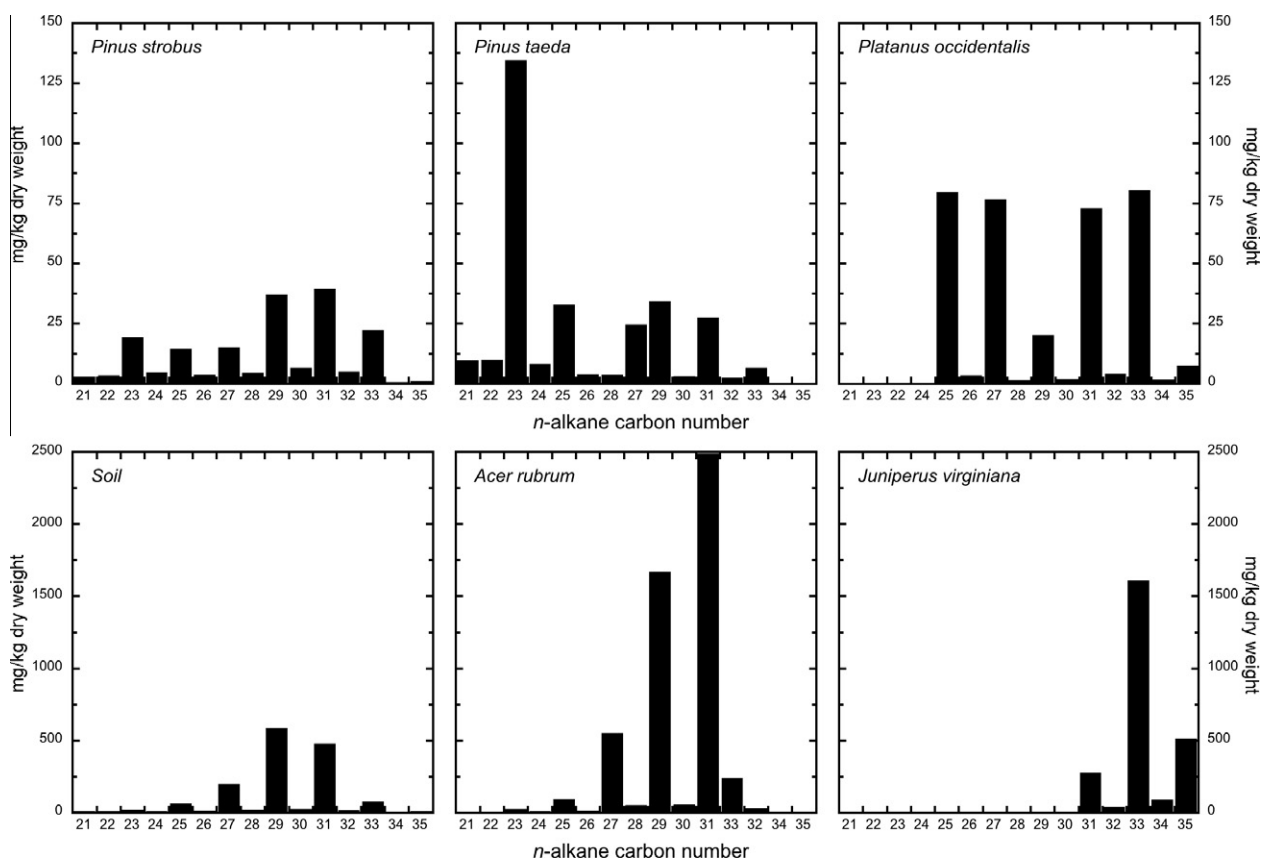 150
125
100
75
50
25
0
mg/kg dry weight
Pinus strobus
21 22 23 24 25 26 27 28 29 30 31 32 33 34 35
Pinus taeda
21 22 23 24 25 26 28 27 29 30 31 32 33 34 35
Platanus occidentalis
21 23 22 24 25 26 27 28 29 30 31 32 33 34 35
150
125
100
75
50
25
0
mg/kg dry weight
n-alkane carbon number
2500
2000
1500
1000
500
0
mg/kg dry weight
Soil
21 22 23 24 25 26 27 28 29 30 31 32 33 34 35
Acer rubrum
21 22 23 24 25 26 27 28 29 30 31 33 32 34 35
Juniperus virginiana
21 22 23 24 25 26 27 28 29 30 31 32 33 34 35
2500
2000
1500
1000
500
0
mg/kg dry weight
n-alkane carbon number